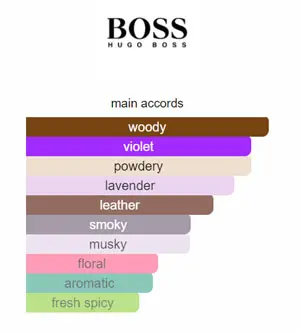 BOSS
HUGO BOSS
main accords
woody
violet
powdery
lavender
leather
smoky
musky
floral
aromatic
fresh spicy